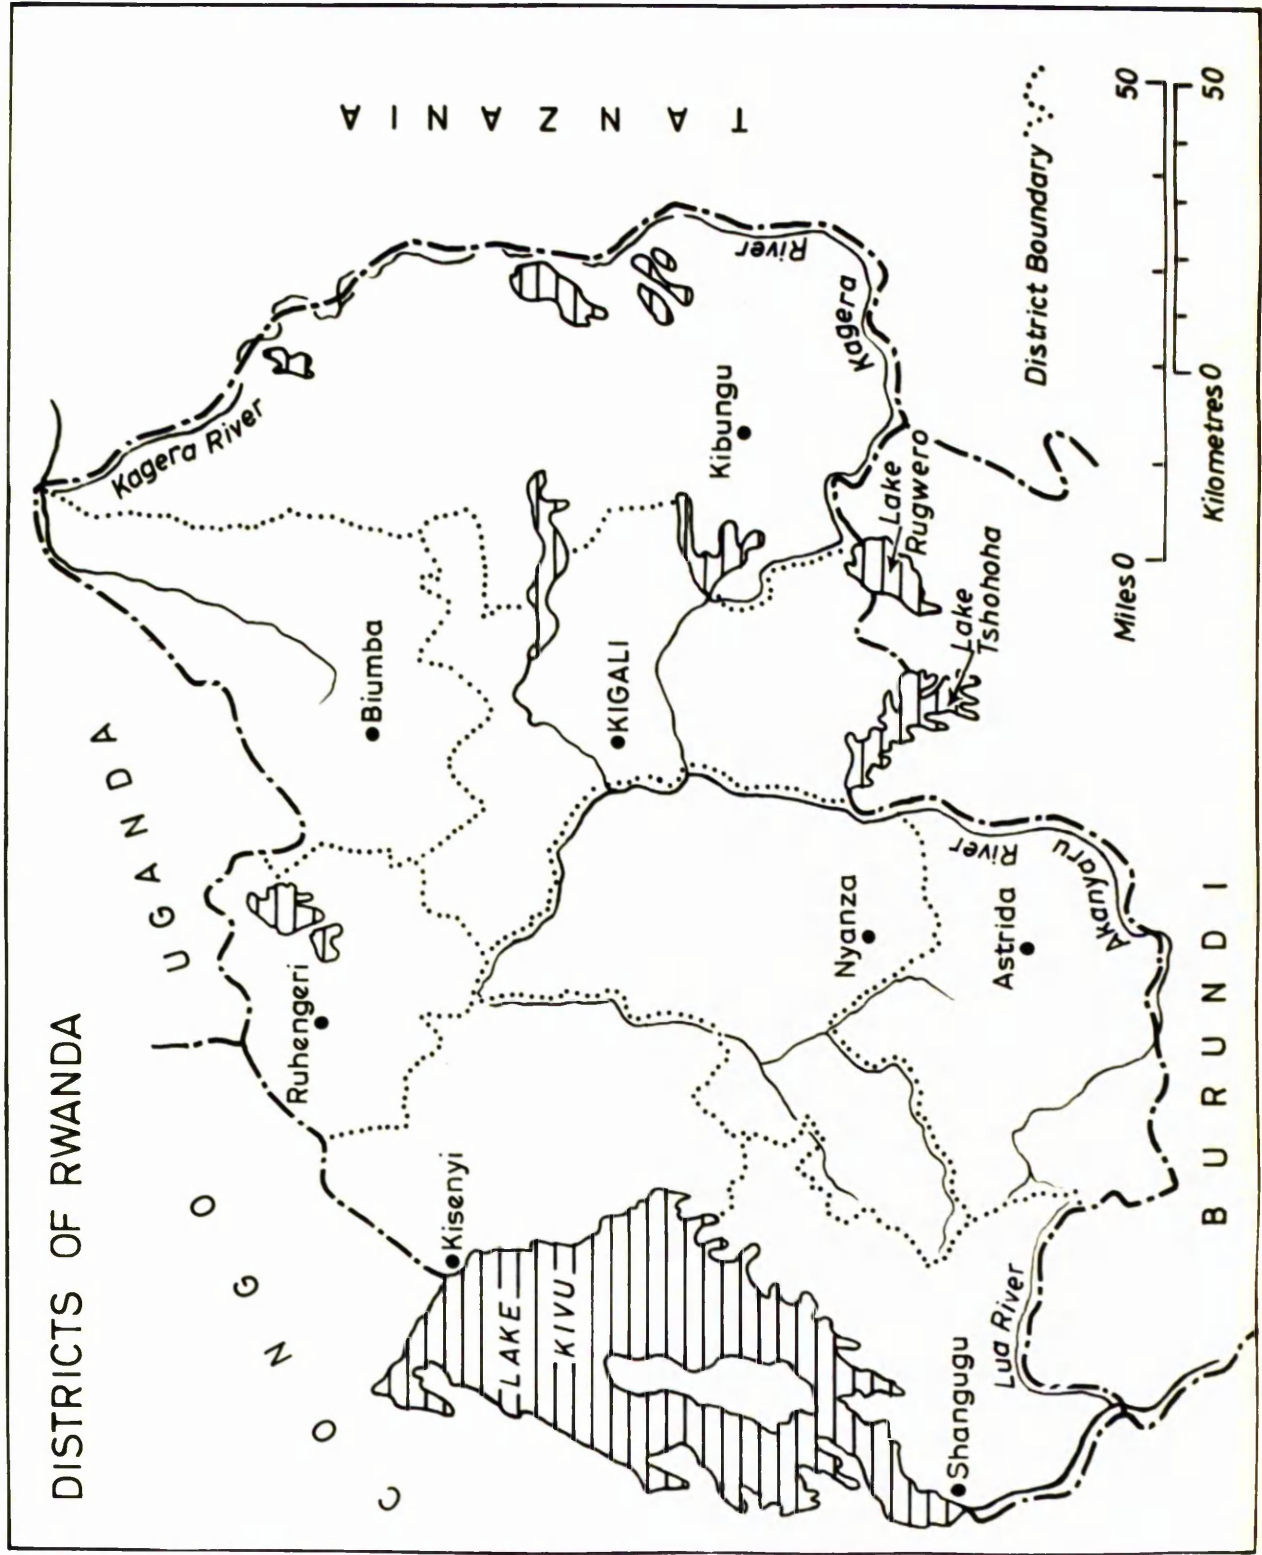 DISTRICTS OF RWANDA
UGANDA
CONGO
TANZANIA
BURUNDI
Kagera River
Biumba
Ruhengeri
Kisenyi
LAKE
KIVU
KIGALI
Kibungu
Kagera River
Nyanza
Lake
Rugwero
Lake
Tshohoha
Astrida
Akanyaru River
Shangugu
Lua River
District Boundary
Miles 0 50
Kilometres 0 50